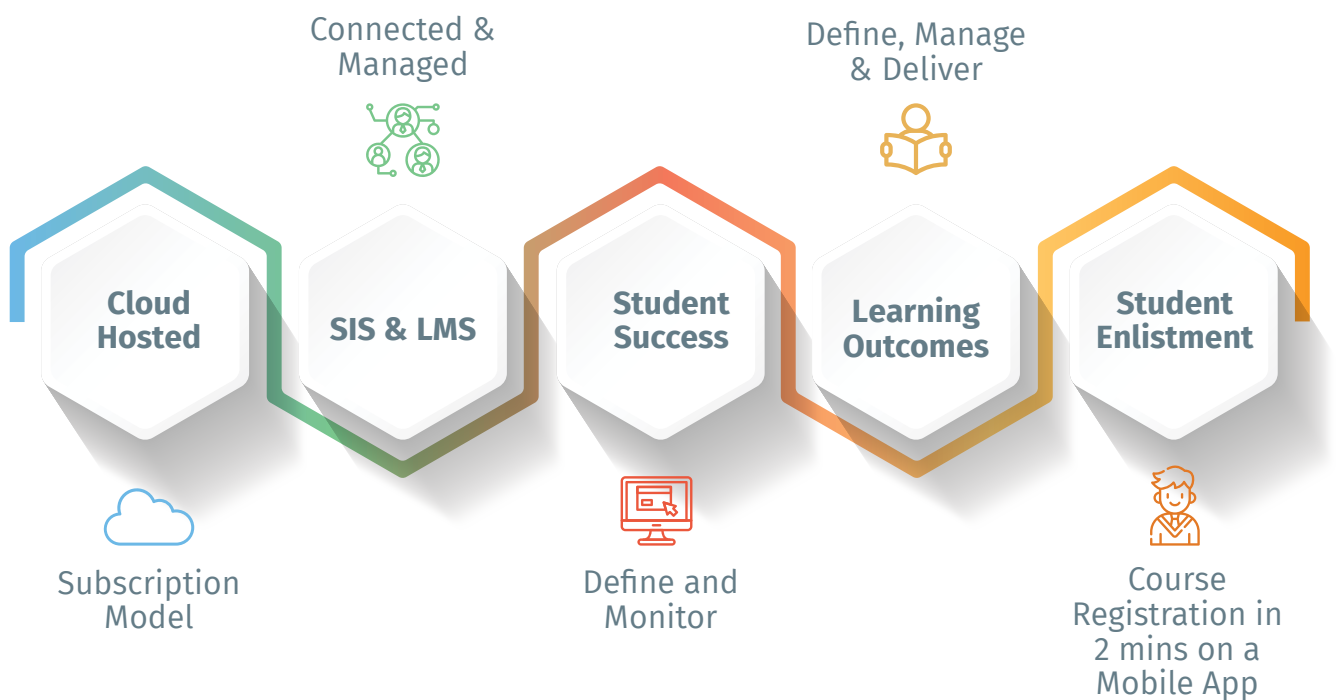 Connected &
Managed
Define, Manage
& Deliver
Cloud
Hosted
SIS & LMS
Student
Success
Learning
Outcomes
Student
Enlistment
Subscription
Model
Define and
Monitor
Course
Registration in
2 mins on a
Mobile App